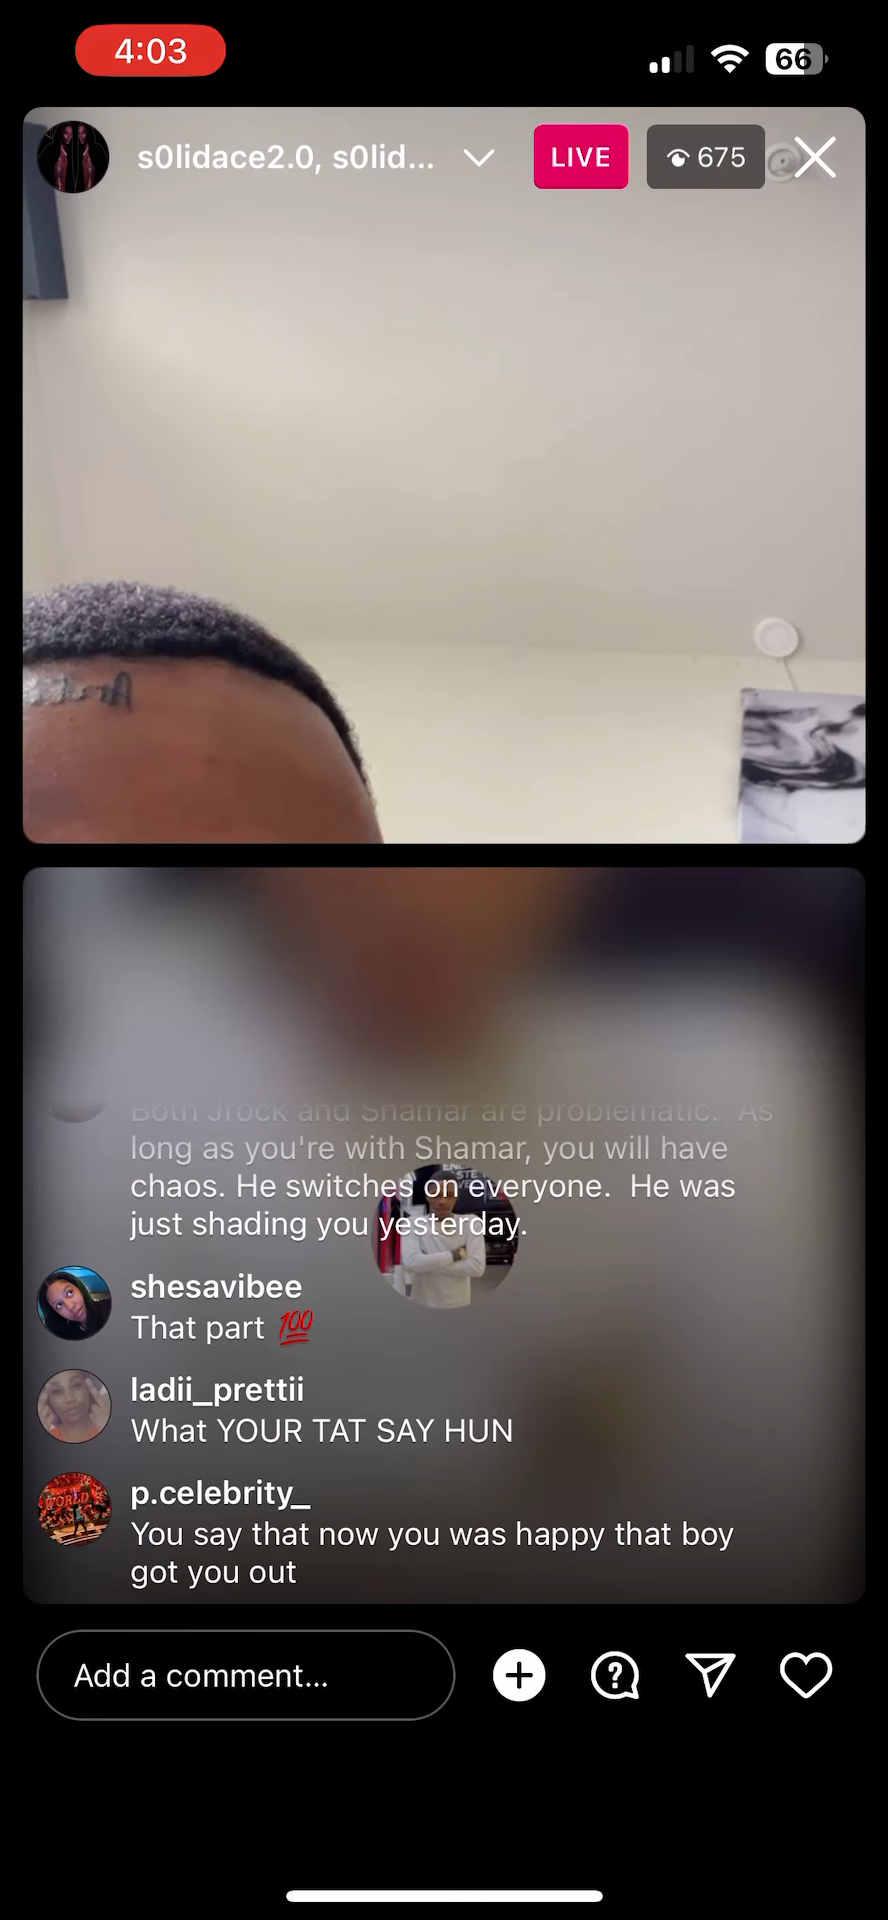 4:03
66
s0lidace2.0, s0lid...
LIVE
675
Both Jrock and Shamar are problematic. As
long as you're with Shamar, you will have
chaos. He switches on everyone. He was
just shading you yesterday.
shesavibee
That part 💯
ladii_prettii
What YOUR TAT SAY HUN
WORLD
p.celebrity_
You say that now you was happy that boy
got you out
Add a comment...